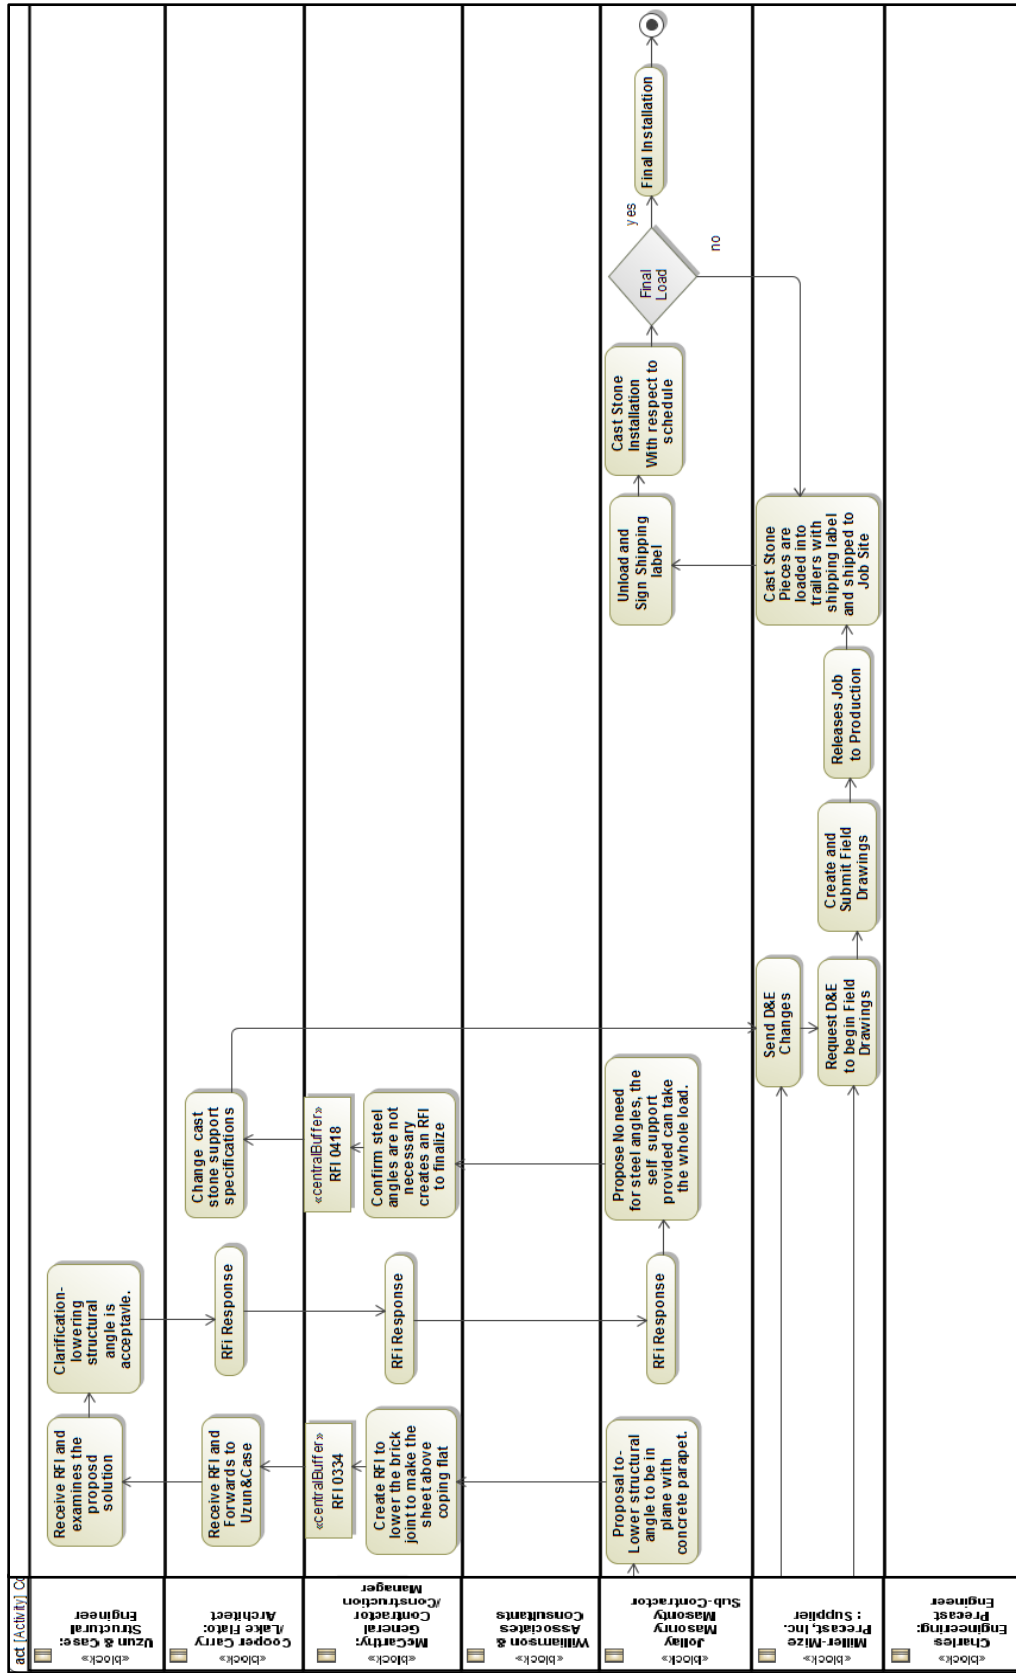 act [Activity] Co
«block»
Uzun & Case:
Structural
Engineer
«block»
Cooper Carry
/Lake Flato:
Architect
«block»
McCarthy:
General
Contractor
/Construction
Manager
«block»
Williamson &
Associates
Consultants
«block»
Jollay
Masonty
Masonry
Sub-Contractor
«block»
Miller-Mize
Precast, Inc.
: Supplier
«block»
Charles
Engineering:
Precast
Engineer
Receive RFI and
examines the
proposd
solution
Clarification-
lowering
structural
angle is
acceptavle.
Receive RFI and
Forwards to
Uzun&Case
RFi Response
Change cast
stone support
specifications
«centralBuffer»
RFI 0334
Create RFI to
lower the brick
joint to make the
sheet above
coping flat
RFi Response
«centralBuffer»
RFI 0418
Confirm steel
angles are not
necessary
creates an RFI
to finalize
Proposal to-
Lower structural
angle to be in
plane with
concrete parapet.
RFi Response
Propose No need
for steel angles, the
self support
provided can take
the whole load.
Unload and
Sign Shipping
label
Cast Stone
Installation
With respect to
schedule
Final
Load
yes
no
Final Installation
Send D&E
Changes
Request D&E
to begin Field
Drawings
Create and
Submit Field
Drawings
Releases Job
to Production
Cast Stone
Pieces are
loaded into
trailers with
shipping label
and shipped to
Job Site